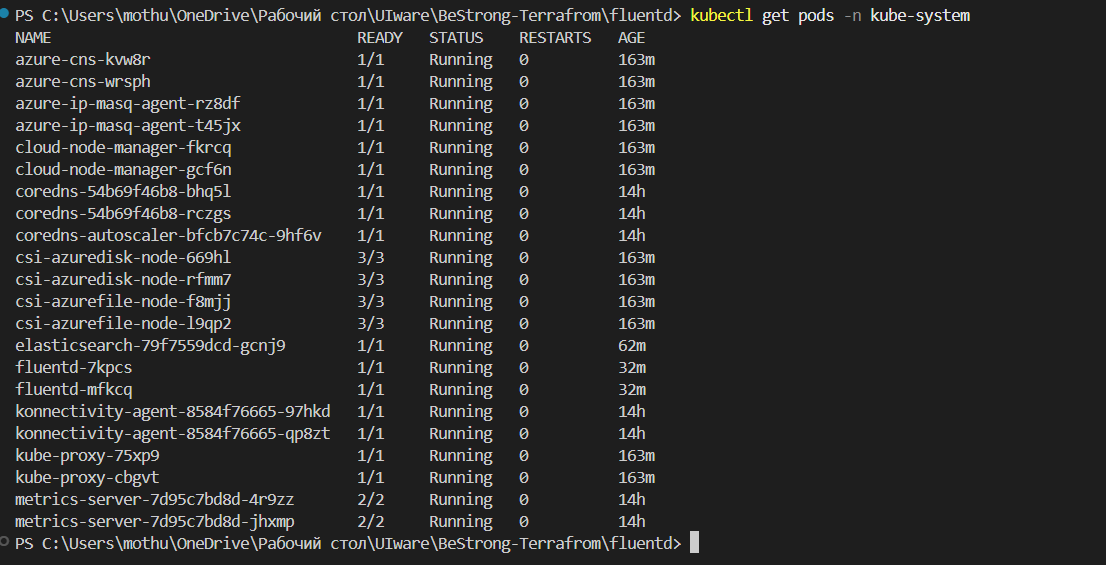 PS C:\Users\mothu\OneDrive\Рабочий стол\UIware\BeStrong-Terrafrom\fluentd> kubectl get pods -n kube-system
NAME READY STATUS RESTARTS AGE
azure-cns-kvw8r 1/1 Running 0 163m
azure-cns-wrsph 1/1 Running 0 163m
azure-ip-masq-agent-rz8df 1/1 Running 0 163m
azure-ip-masq-agent-t45jx 1/1 Running 0 163m
cloud-node-manager-fkrcq 1/1 Running 0 163m
cloud-node-manager-gcf6n 1/1 Running 0 163m
coredns-54b69f46b8-bhq5l 1/1 Running 0 14h
coredns-54b69f46b8-rczgs 1/1 Running 0 14h
coredns-autoscaler-bfcb7c74c-9hf6v 1/1 Running 0 14h
csi-azuredisk-node-669hl 3/3 Running 0 163m
csi-azuredisk-node-rfmm7 3/3 Running 0 163m
csi-azurefile-node-f8mjj 3/3 Running 0 163m
csi-azurefile-node-l9qp2 3/3 Running 0 163m
elasticsearch-79f7559dcd-gcnj9 1/1 Running 0 62m
fluentd-7kpcs 1/1 Running 0 32m
fluentd-mfkcq 1/1 Running 0 32m
konnectivity-agent-8584f76665-97hkd 1/1 Running 0 14h
konnectivity-agent-8584f76665-qp8zt 1/1 Running 0 14h
kube-proxy-75xp9 1/1 Running 0 163m
kube-proxy-cbgvt 1/1 Running 0 163m
metrics-server-7d95c7bd8d-4r9zz 2/2 Running 0 14h
metrics-server-7d95c7bd8d-jhxmp 2/2 Running 0 14h
PS C:\Users\mothu\OneDrive\Рабочий стол\UIware\BeStrong-Terrafrom\fluentd>